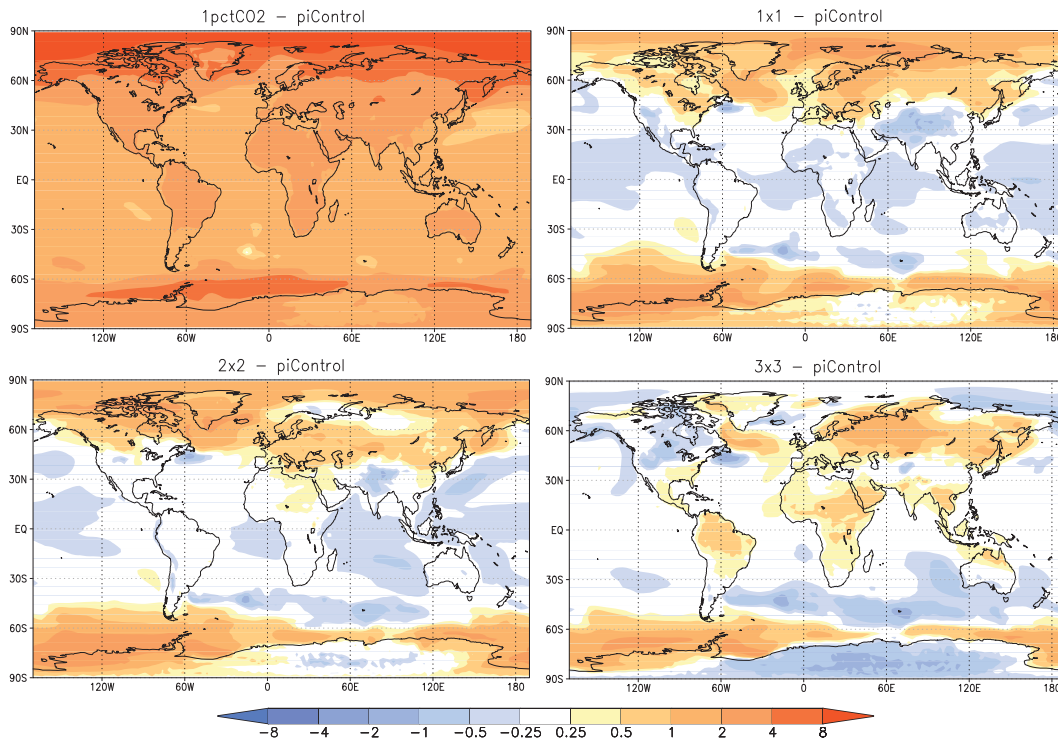 1pctCO2 − piControl
1x1 − piControl
90N
60N
30N
EQ
30S
60S
90S
120W 60W 0 60E 120E 180
90N
60N
30N
EQ
30S
60S
90S
120W 60W 0 60E 120E 180
2x2 − piControl
3x3 − piControl
90N
60N
30N
EQ
30S
60S
90S
120W 60W 0 60E 120E 180
90N
60N
30N
EQ
30S
60S
90S
120W 60W 0 60E 120E 180
−8 −4 −2 −1 −0.5 −0.25 0.25 0.5 1 2 4 8